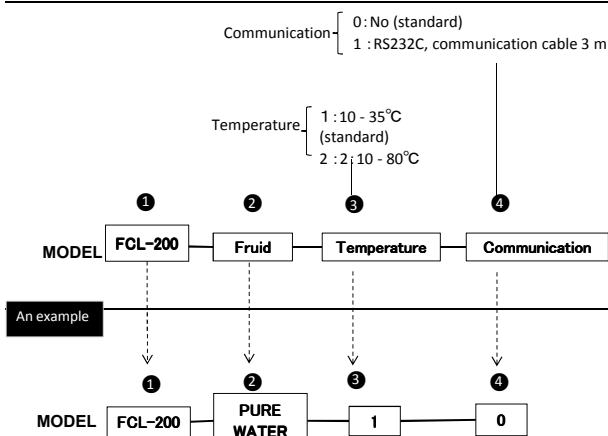 Communication
0: No (standard)
1 : RS232C, communication cable 3 m
Temperature
1 : 10 - 35℃
(standard)
2 : 2: 10 - 80℃
❶ ❷ ❸ ❹
MODEL FCL-200 Fruid Temperature Communication
An example
❶ ❷ ❸ ❹
MODEL FCL-200 PURE WATER 1 0